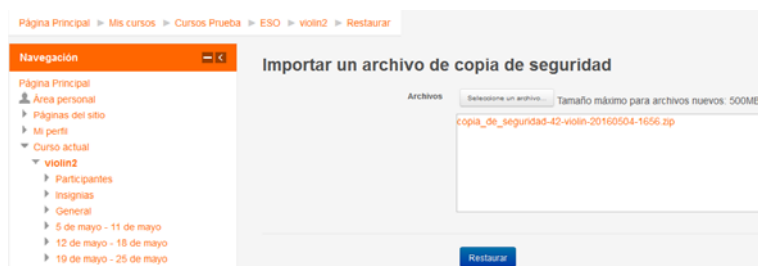 Página Principal ► Mis cursos ► Cursos Prueba ► ESO ► violin2 ► Restaurar
Navegación
Página Principal
Área personal
Páginas del sitio
Mi perfil
Curso actual
violin2
Participantes
Insignias
General
5 de mayo - 11 de mayo
12 de mayo - 18 de mayo
19 de mayo - 25 de mayo
Importar un archivo de copia de seguridad
Archivos
Seleccione un archivo...
Tamaño máximo para archivos nuevos: 500MB
copia_de_seguridad-42-violin-20160504-1656.zip
Restaurar